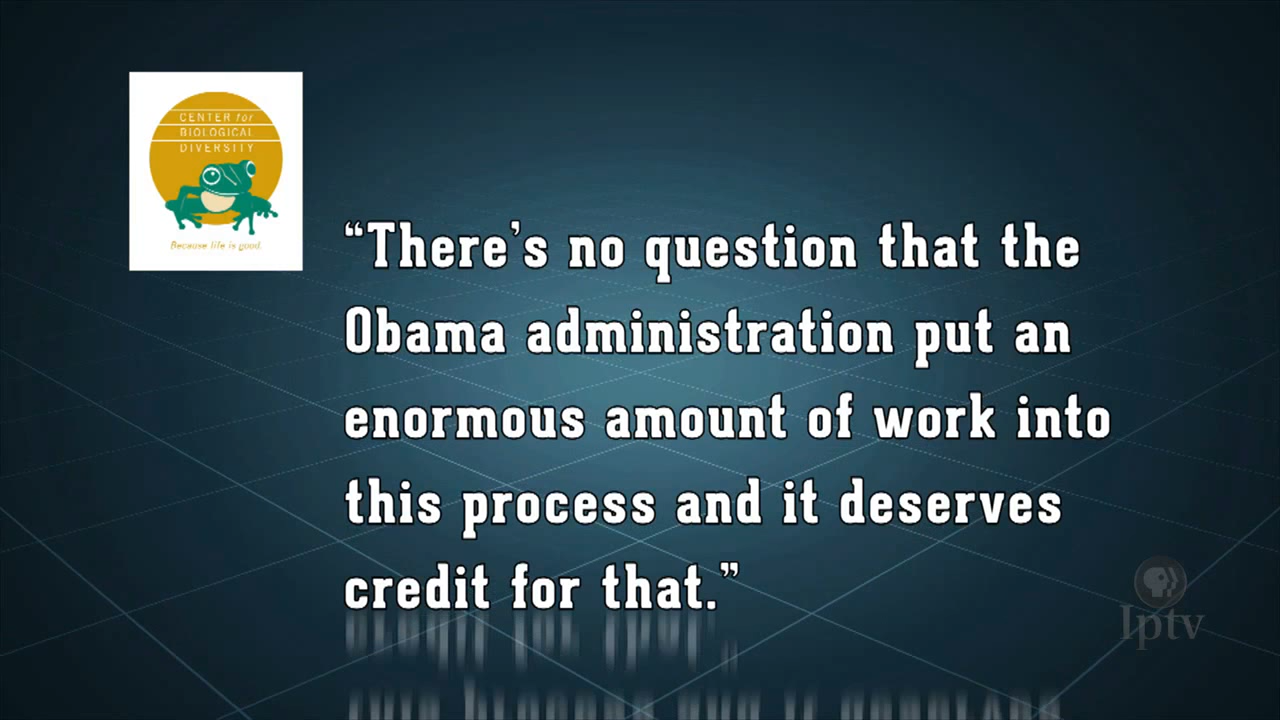 CENTER for
BIOLOGICAL
DIVERSITY
Because life is good.
“There’s no question that the
Obama administration put an
enormous amount of work into
this process and it deserves
credit for that.”
Iptv